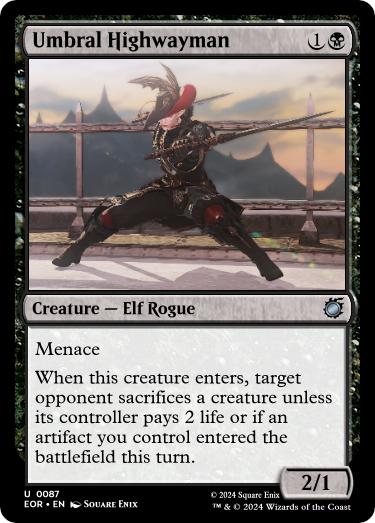 Umbral Highwayman 1
Creature — Elf Rogue
Menace
When this creature enters, target
opponent sacrifices a creature unless
its controller pays 2 life or if an
artifact you control entered the
battlefield this turn.
2/1
U 0087
EOR • EN SQUARE ENIX
© 2024 Square Enix
™ & © 2024 Wizards of the Coast